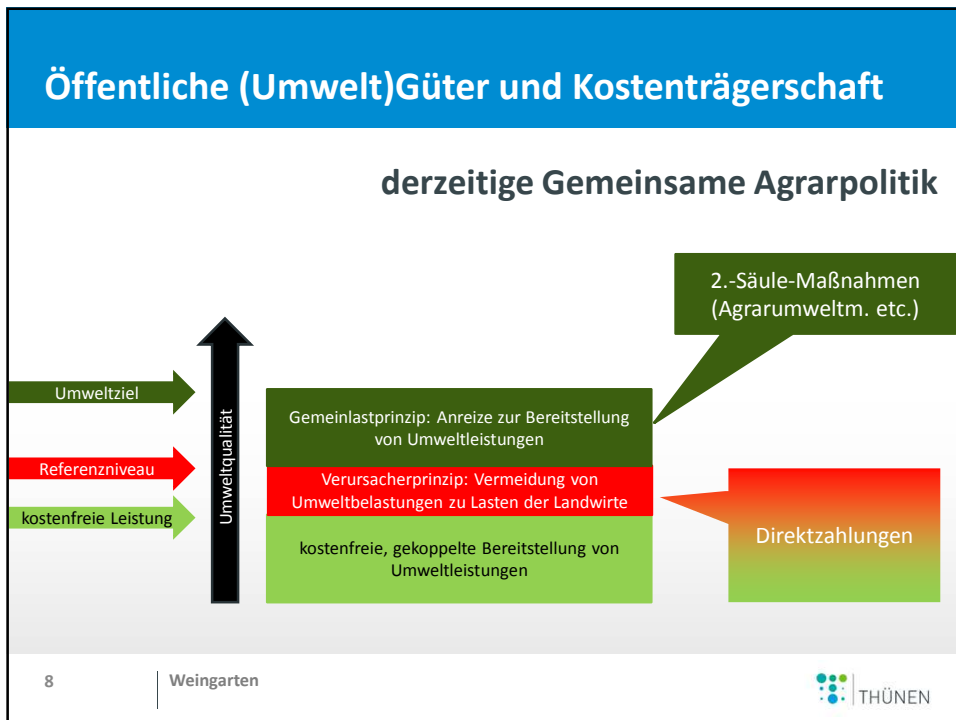 Öffentliche (Umwelt)Güter und Kostenträgerschaft
derzeitige Gemeinsame Agrarpolitik
2.-Säule-Maßnahmen
(Agrarumweltm. etc.)
Umweltziel
Referenzniveau
kostenfreie Leistung
Umweltqualität
Gemeinlastprinzip: Anreize zur Bereitstellung
von Umweltleistungen
Verursacherprinzip: Vermeidung von
Umweltbelastungen zu Lasten der Landwirte
kostenfreie, gekoppelte Bereitstellung von
Umweltleistungen
Direktzahlungen
8
Weingarten
THÜNEN